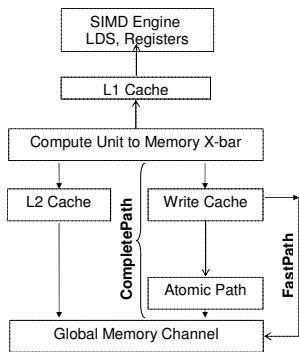 SIMD Engine
LDS, Registers
L1 Cache
Compute Unit to Memory X-bar
L2 Cache
CompletePath
Write Cache
FastPath
Atomic Path
Global Memory Channel